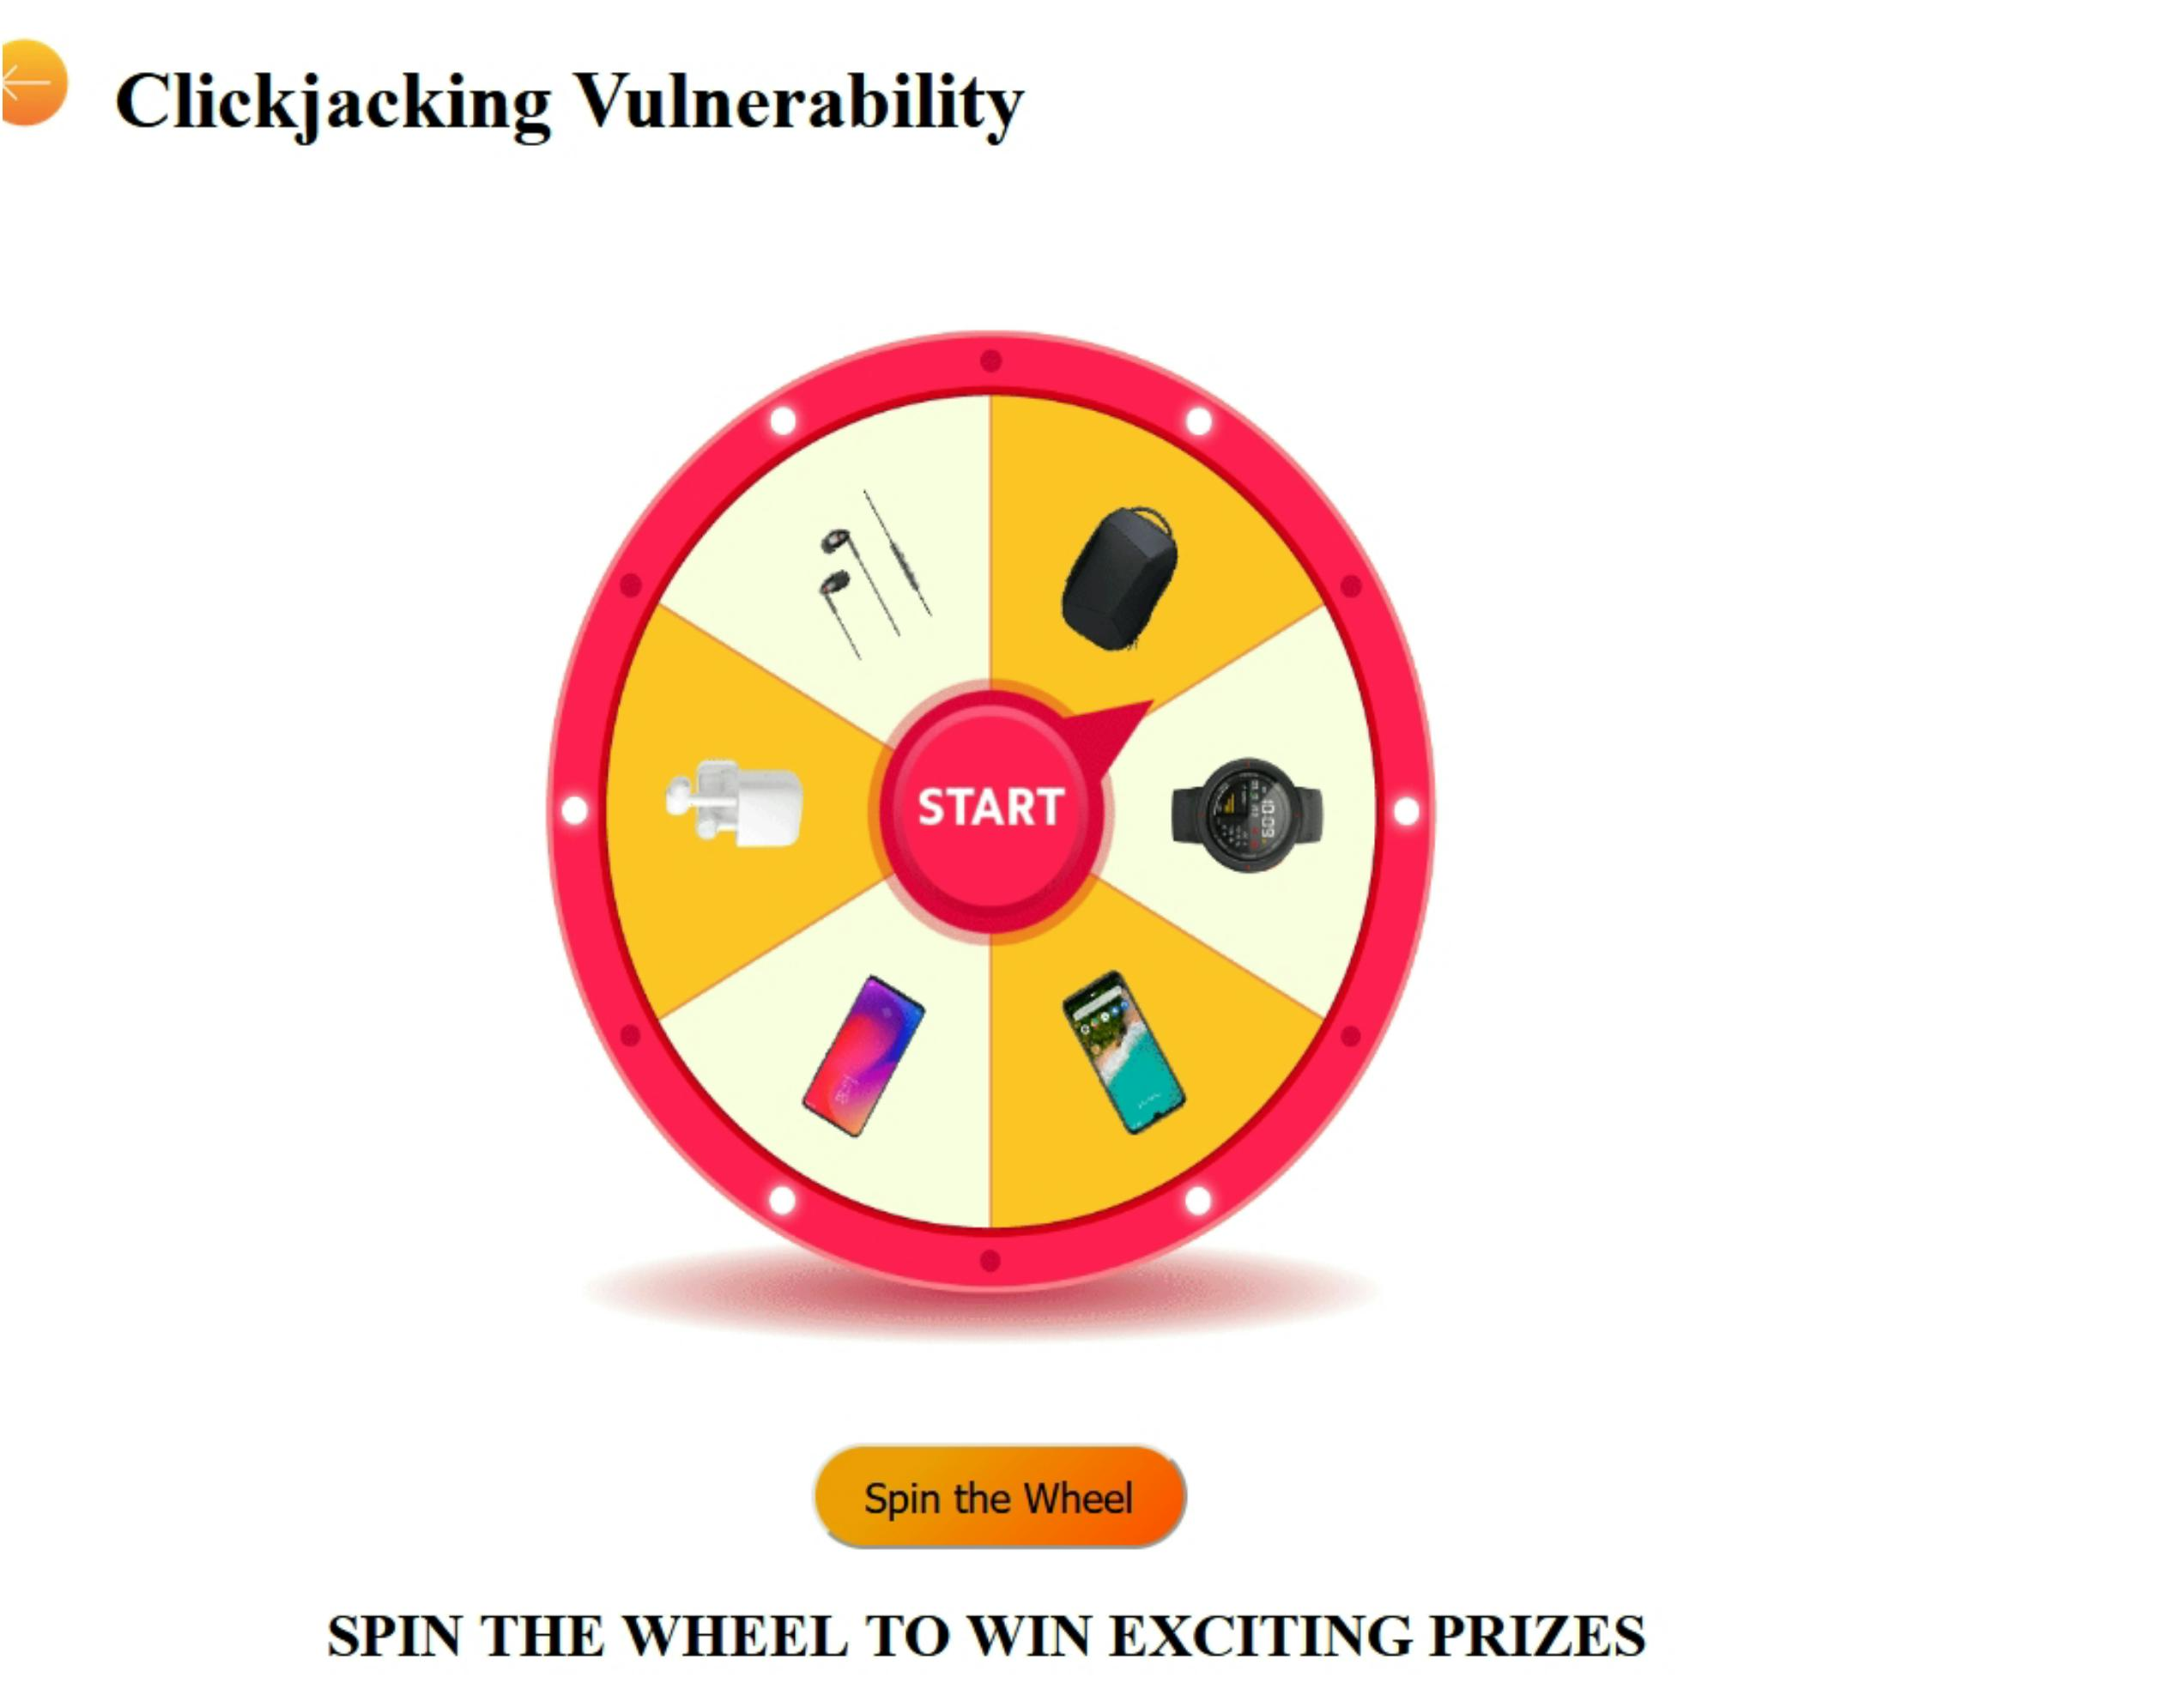 Clickjacking Vulnerability
START
Spin the Wheel
SPIN THE WHEEL TO WIN EXCITING PRIZES